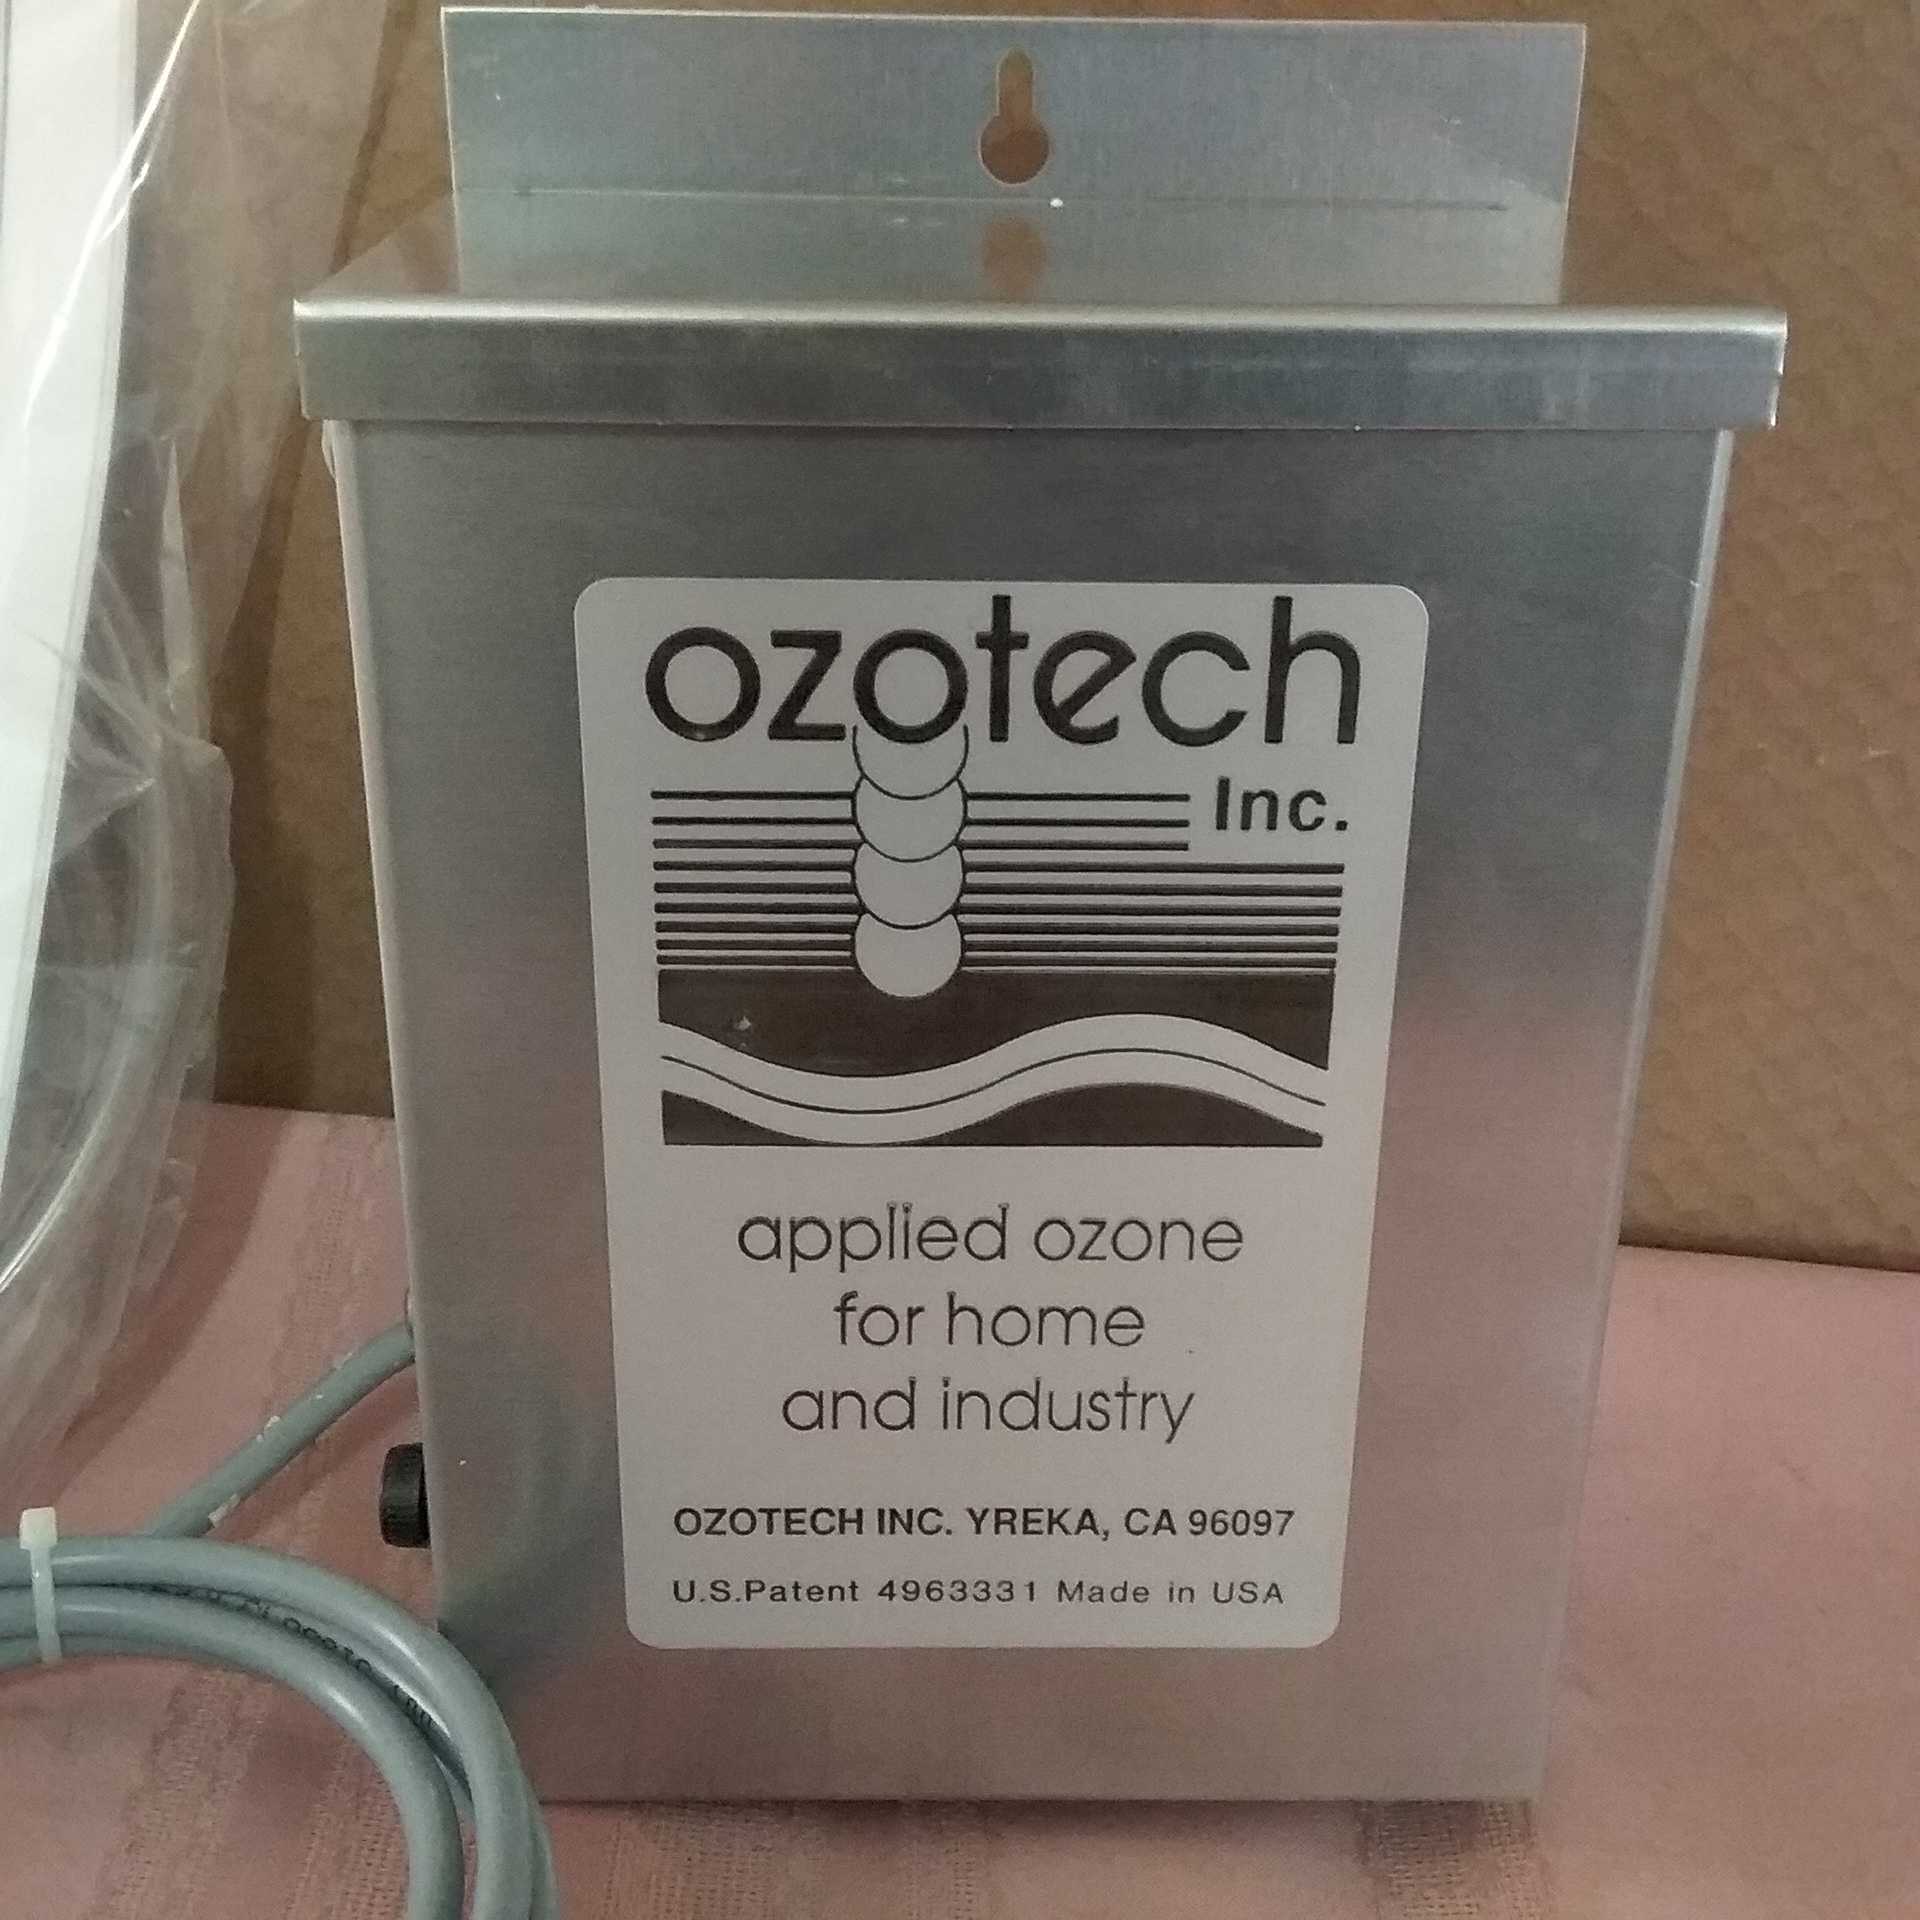 ozotech
Inc.
applied ozone
for home
and industry
OZOTECH INC. YREKA, CA 96097
U.S.Patent 4963331 Made in USA